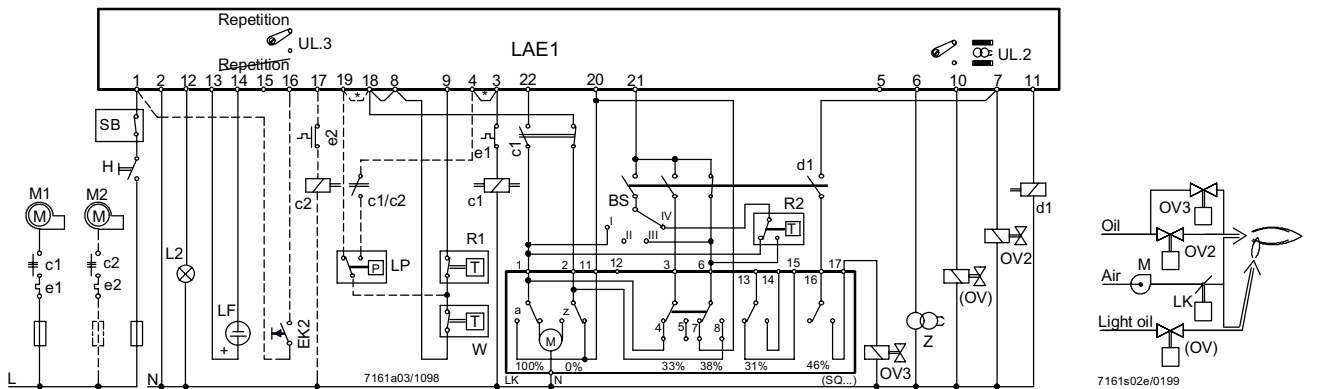 Repetition
UL.3
Repetition
LAE1
UL.2
1 2 12 13 14 15 16 17 19 18 8 9 4 3 22 20 21 5 6 10 7 11
* *
SB
H
M1 M2
M M
c1 c2
e1 e2
L2
LF
+
EK2
e2
c2
c1/c2
LP
P
e1
c1
c1
R1
T
W
T
BS
I II III IV
d1
R2
T
d1
OV2
(OV)
Z
OV3
1 2 11 12 3 6 13 14 15 16 17
a z
M
4 5 7 8
100% 0% 33% 38% 31% 46%
LK N (SQ...)
L N
7161a03/1098
OV3
Oil
OV2
Air M
LK
Light oil
(OV)
7161s02e/0199